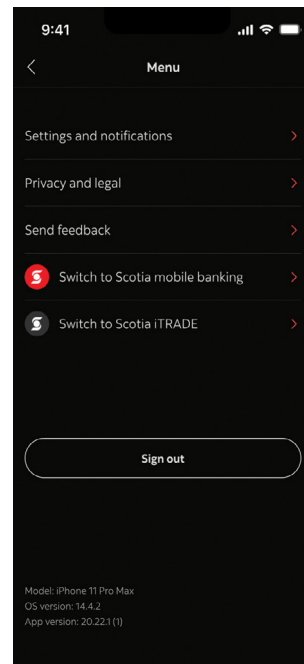 9:41
Menu
Settings and notifications
Privacy and legal
Send feedback
Switch to Scotia mobile banking
Switch to Scotia iTRADE
Sign out
Model: iPhone 11 Pro Max
OS version: 14.4.2
App version: 20.22.1 (1)